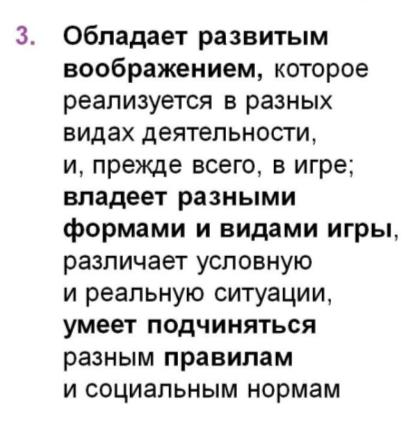 3. Обладает развитым
воображением, которое
реализуется в разных
видах деятельности,
и, прежде всего, в игре;
владеет разными
формами и видами игры,
различает условную
и реальную ситуации,
умеет подчиняться
разным правилам
и социальным нормам